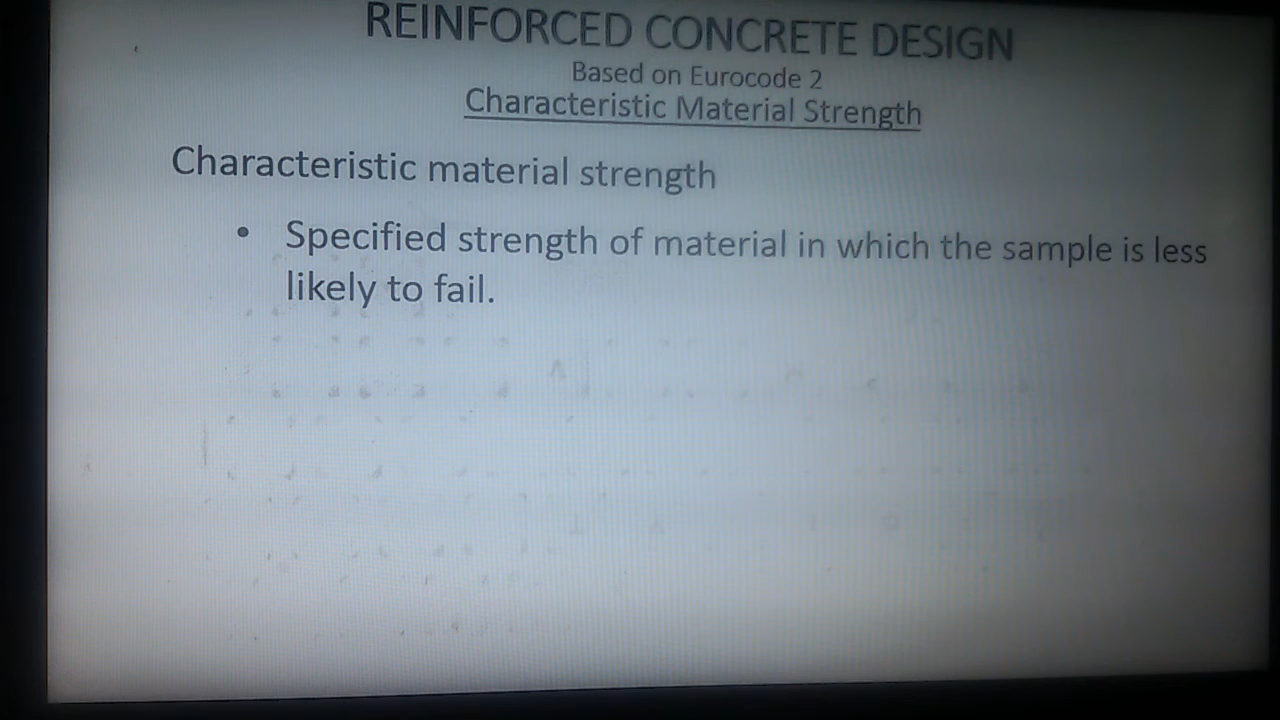 REINFORCED CONCRETE DESIGN
Based on Eurocode 2
Characteristic Material Strength
Characteristic material strength
• Specified strength of material in which the sample is less
likely to fail.